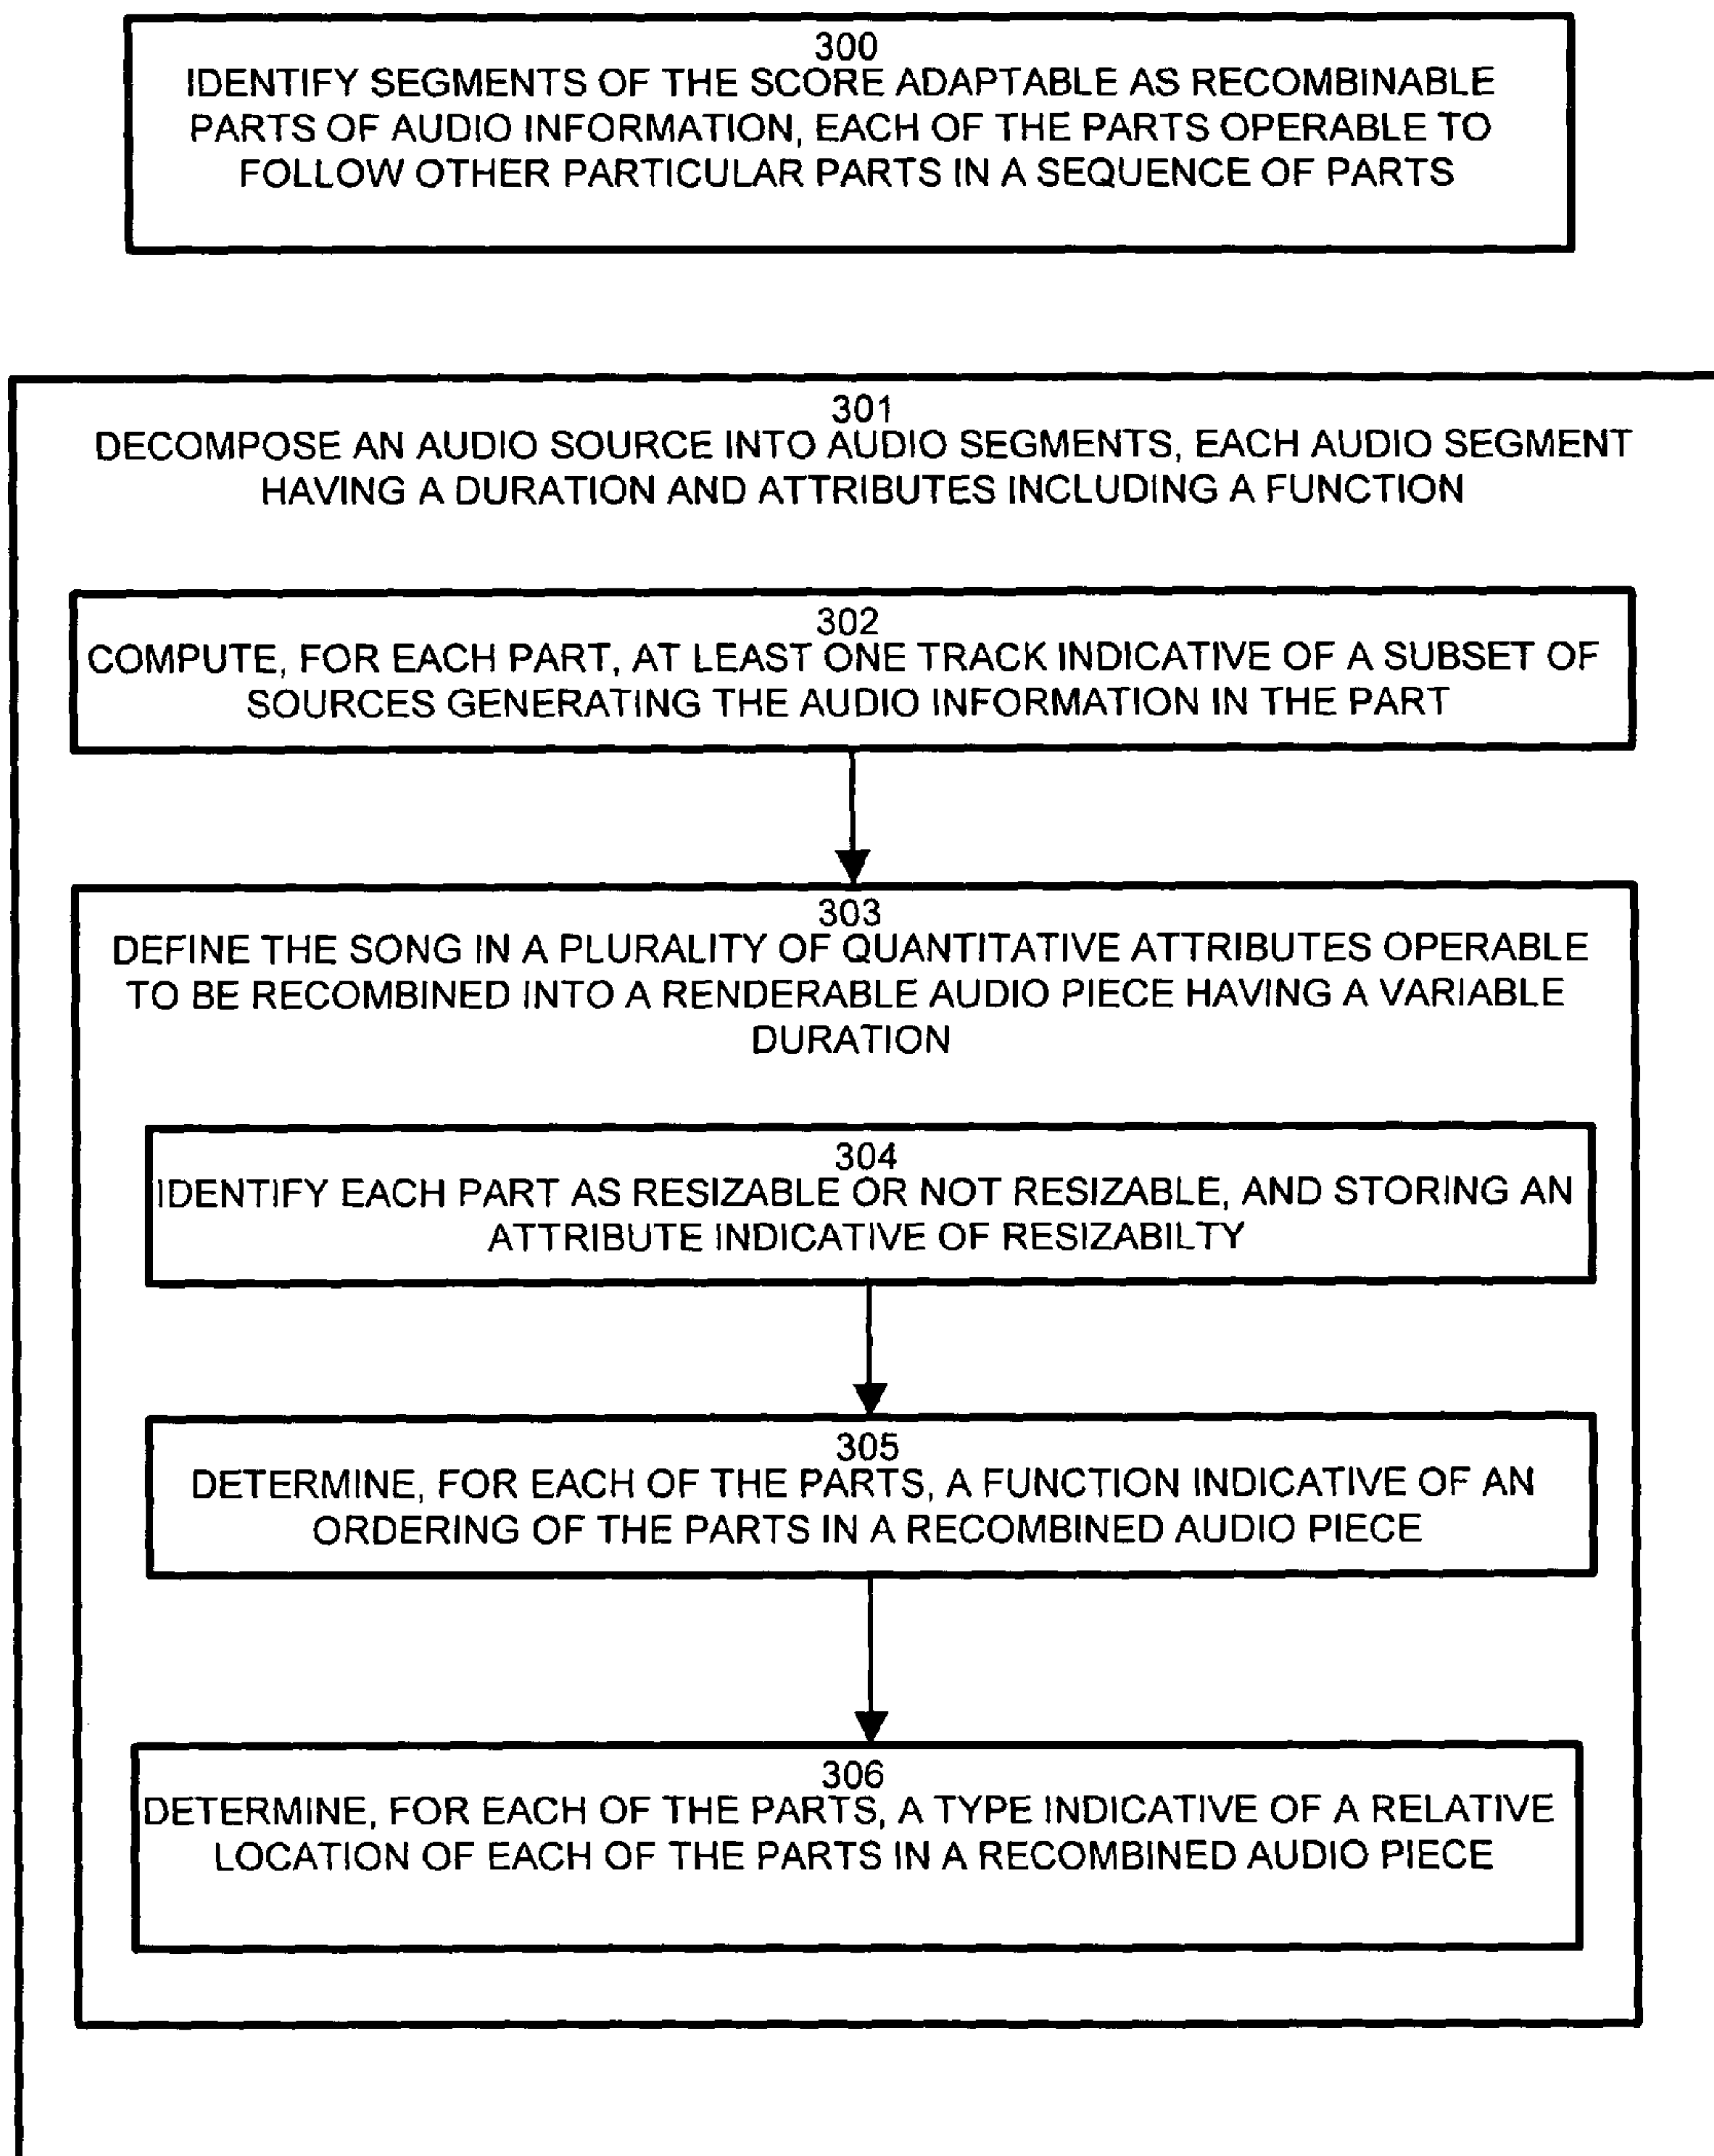 300
IDENTIFY SEGMENTS OF THE SCORE ADAPTABLE AS RECOMBINABLE
PARTS OF AUDIO INFORMATION, EACH OF THE PARTS OPERABLE TO
FOLLOW OTHER PARTICULAR PARTS IN A SEQUENCE OF PARTS
301
DECOMPOSE AN AUDIO SOURCE INTO AUDIO SEGMENTS, EACH AUDIO SEGMENT
HAVING A DURATION AND ATTRIBUTES INCLUDING A FUNCTION
302
COMPUTE, FOR EACH PART, AT LEAST ONE TRACK INDICATIVE OF A SUBSET OF
SOURCES GENERATING THE AUDIO INFORMATION IN THE PART
303
DEFINE THE SONG IN A PLURALITY OF QUANTITATIVE ATTRIBUTES OPERABLE
TO BE RECOMBINED INTO A RENDERABLE AUDIO PIECE HAVING A VARIABLE
DURATION
304
IDENTIFY EACH PART AS RESIZABLE OR NOT RESIZABLE, AND STORING AN
ATTRIBUTE INDICATIVE OF RESIZABILTY
305
DETERMINE, FOR EACH OF THE PARTS, A FUNCTION INDICATIVE OF AN
ORDERING OF THE PARTS IN A RECOMBINED AUDIO PIECE
306
DETERMINE, FOR EACH OF THE PARTS, A TYPE INDICATIVE OF A RELATIVE
LOCATION OF EACH OF THE PARTS IN A RECOMBINED AUDIO PIECE